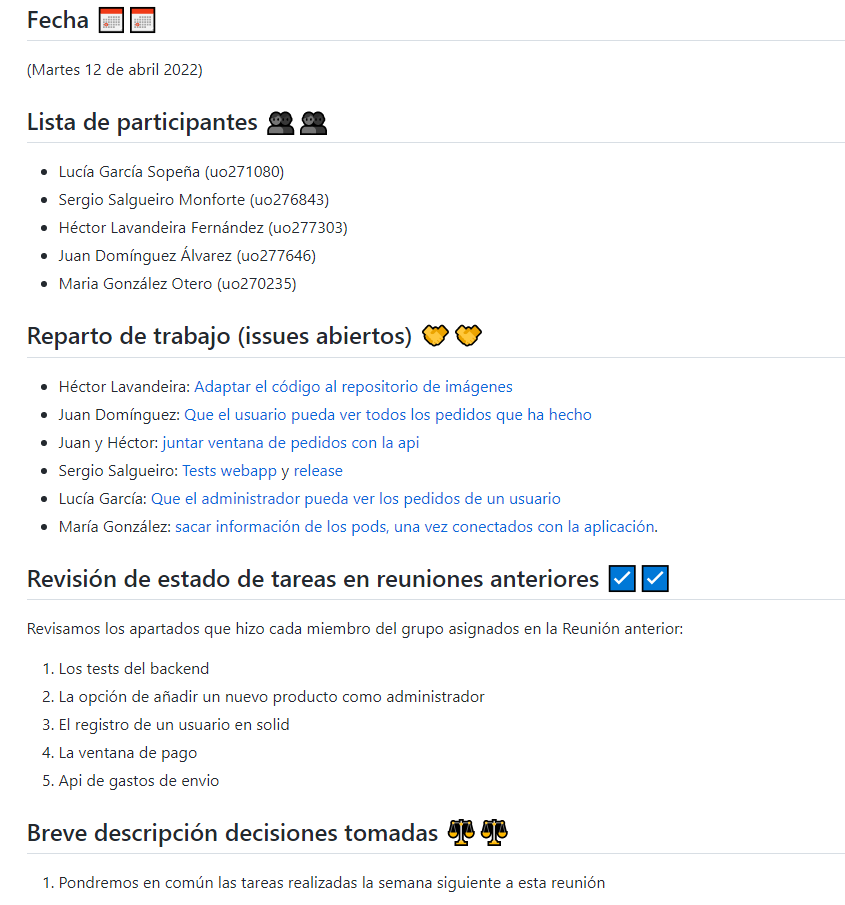 Fecha
(Martes 12 de abril 2022)
Lista de participantes
Lucía García Sopeña (uo271080)
Sergio Salgueiro Monforte (uo276843)
Héctor Lavandeira Fernández (uo277303)
Juan Domínguez Álvarez (uo277646)
Maria González Otero (uo270235)
Reparto de trabajo (issues abiertos)
Héctor Lavandeira: Adaptar el código al repositorio de imágenes
Juan Domínguez: Que el usuario pueda ver todos los pedidos que ha hecho
Juan y Héctor: juntar ventana de pedidos con la api
Sergio Salgueiro: Tests webapp y release
Lucía García: Que el administrador pueda ver los pedidos de un usuario
María González: sacar información de los pods, una vez conectados con la aplicación.
Revisión de estado de tareas en reuniones anteriores
Revisamos los apartados que hizo cada miembro del grupo asignados en la Reunión anterior:
1. Los tests del backend
2. La opción de añadir un nuevo producto como administrador
3. El registro de un usuario en solid
4. La ventana de pago
5. Api de gastos de envio
Breve descripción decisiones tomadas
1. Pondremos en común las tareas realizadas la semana siguiente a esta reunión